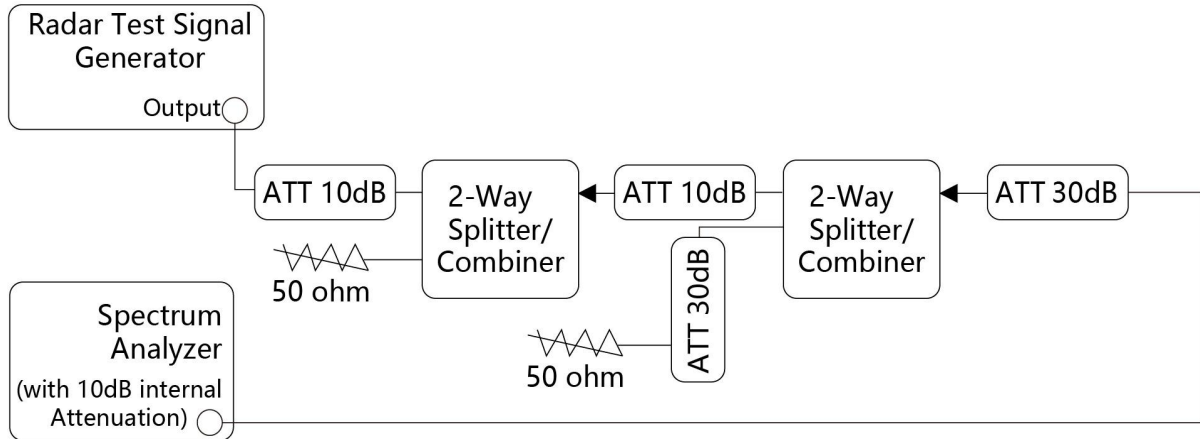 Radar Test Signal
Generator
Output
ATT 10dB
2-Way
Splitter/
Combiner
ATT 10dB
2-Way
Splitter/
Combiner
ATT 30dB
50 ohm
ATT 30dB
50 ohm
Spectrum
Analyzer
(with 10dB internal
Attenuation)